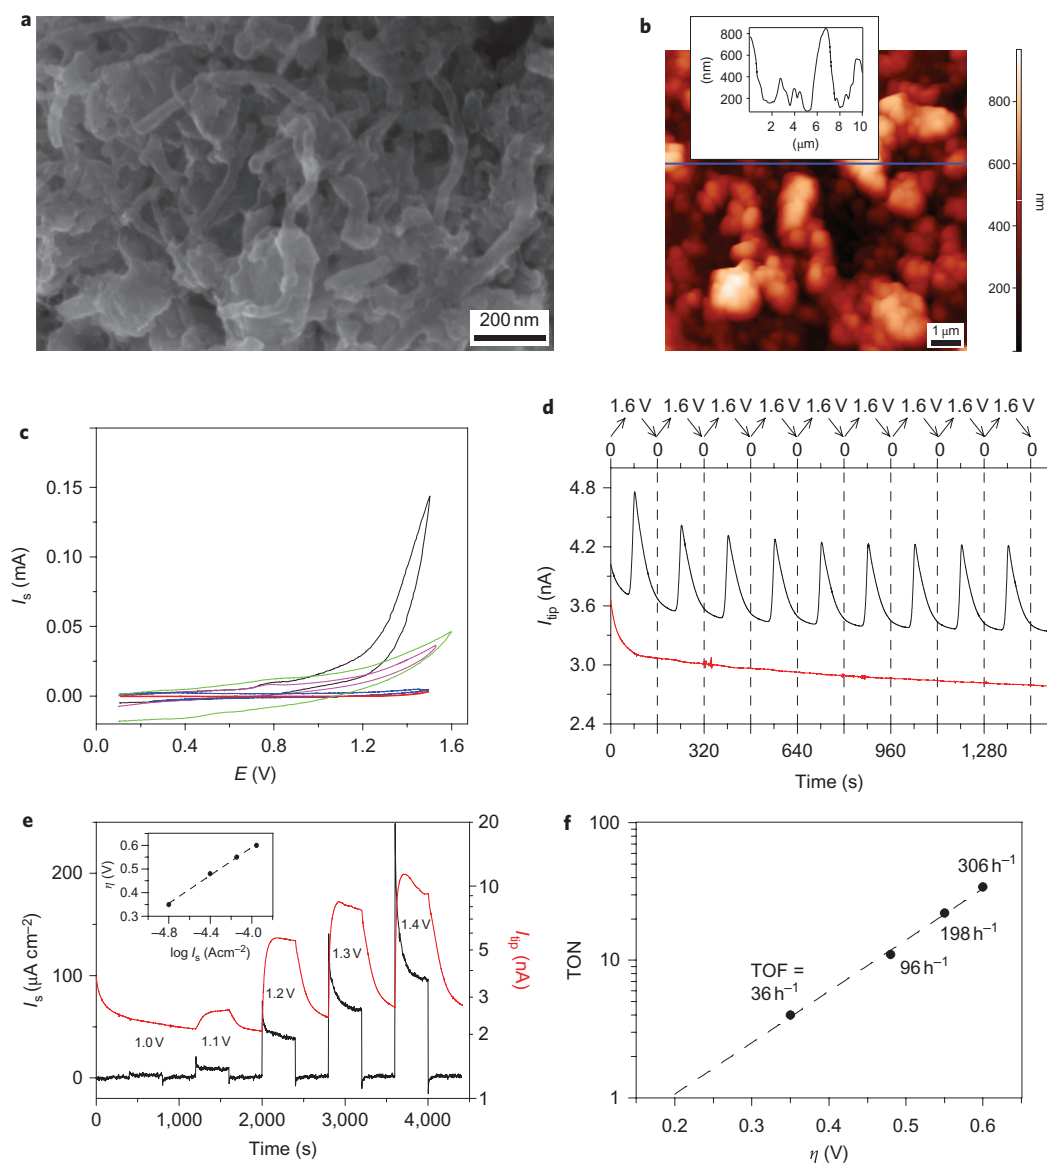 a
200 nm
b
800
600
400
200
(nm)
2 4 6 8 10
(μm)
1 μm
800
600
400
200
nm
c
0.15
0.10
0.05
0.00
Is (mA)
0.0 0.4 0.8 1.2 1.6
E (V)
d
1.6 V 1.6 V 1.6 V 1.6 V 1.6 V 1.6 V 1.6 V 1.6 V 1.6 V
0 0 0 0 0 0 0 0 0 0
4.8
4.2
3.6
3.0
2.4
Itip (nA)
0 320 640 960 1,280
Time (s)
e
200
100
0
Is (μA cm−2)
0.6
0.5
0.4
0.3
η (V)
−4.8 −4.4 −4.0
log Is (Acm−2)
1.0 V
1.1 V
1.2 V
1.3 V
1.4 V
20
10
5
4
3
2
1
Itip (nA)
0 1,000 2,000 3,000 4,000
Time (s)
f
100
10
1
TON
TOF =
36 h−1
96 h−1
198 h−1
306 h−1
0.2 0.3 0.4 0.5 0.6
η (V)